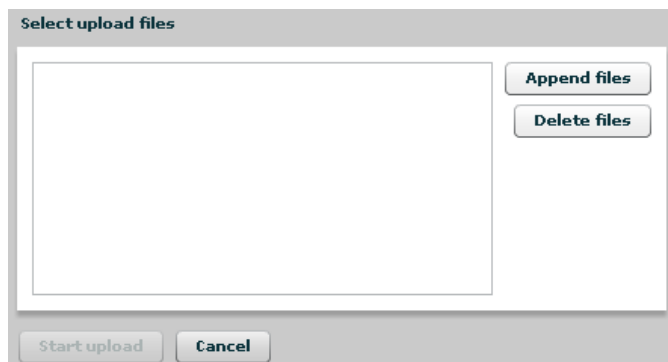 Select upload files
Append files
Delete files
Start upload
Cancel